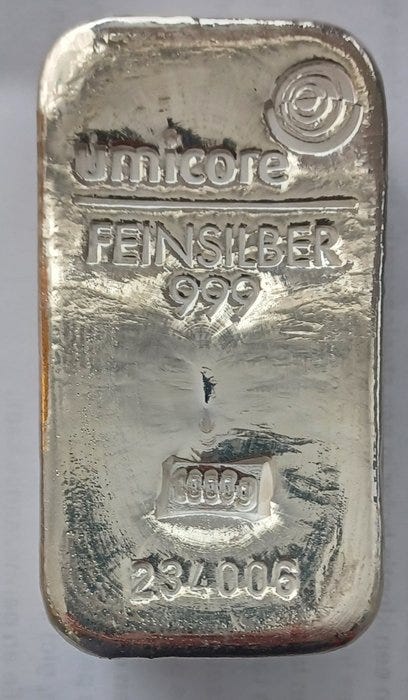 umicore
FEINSILBER
999
1000g
234006